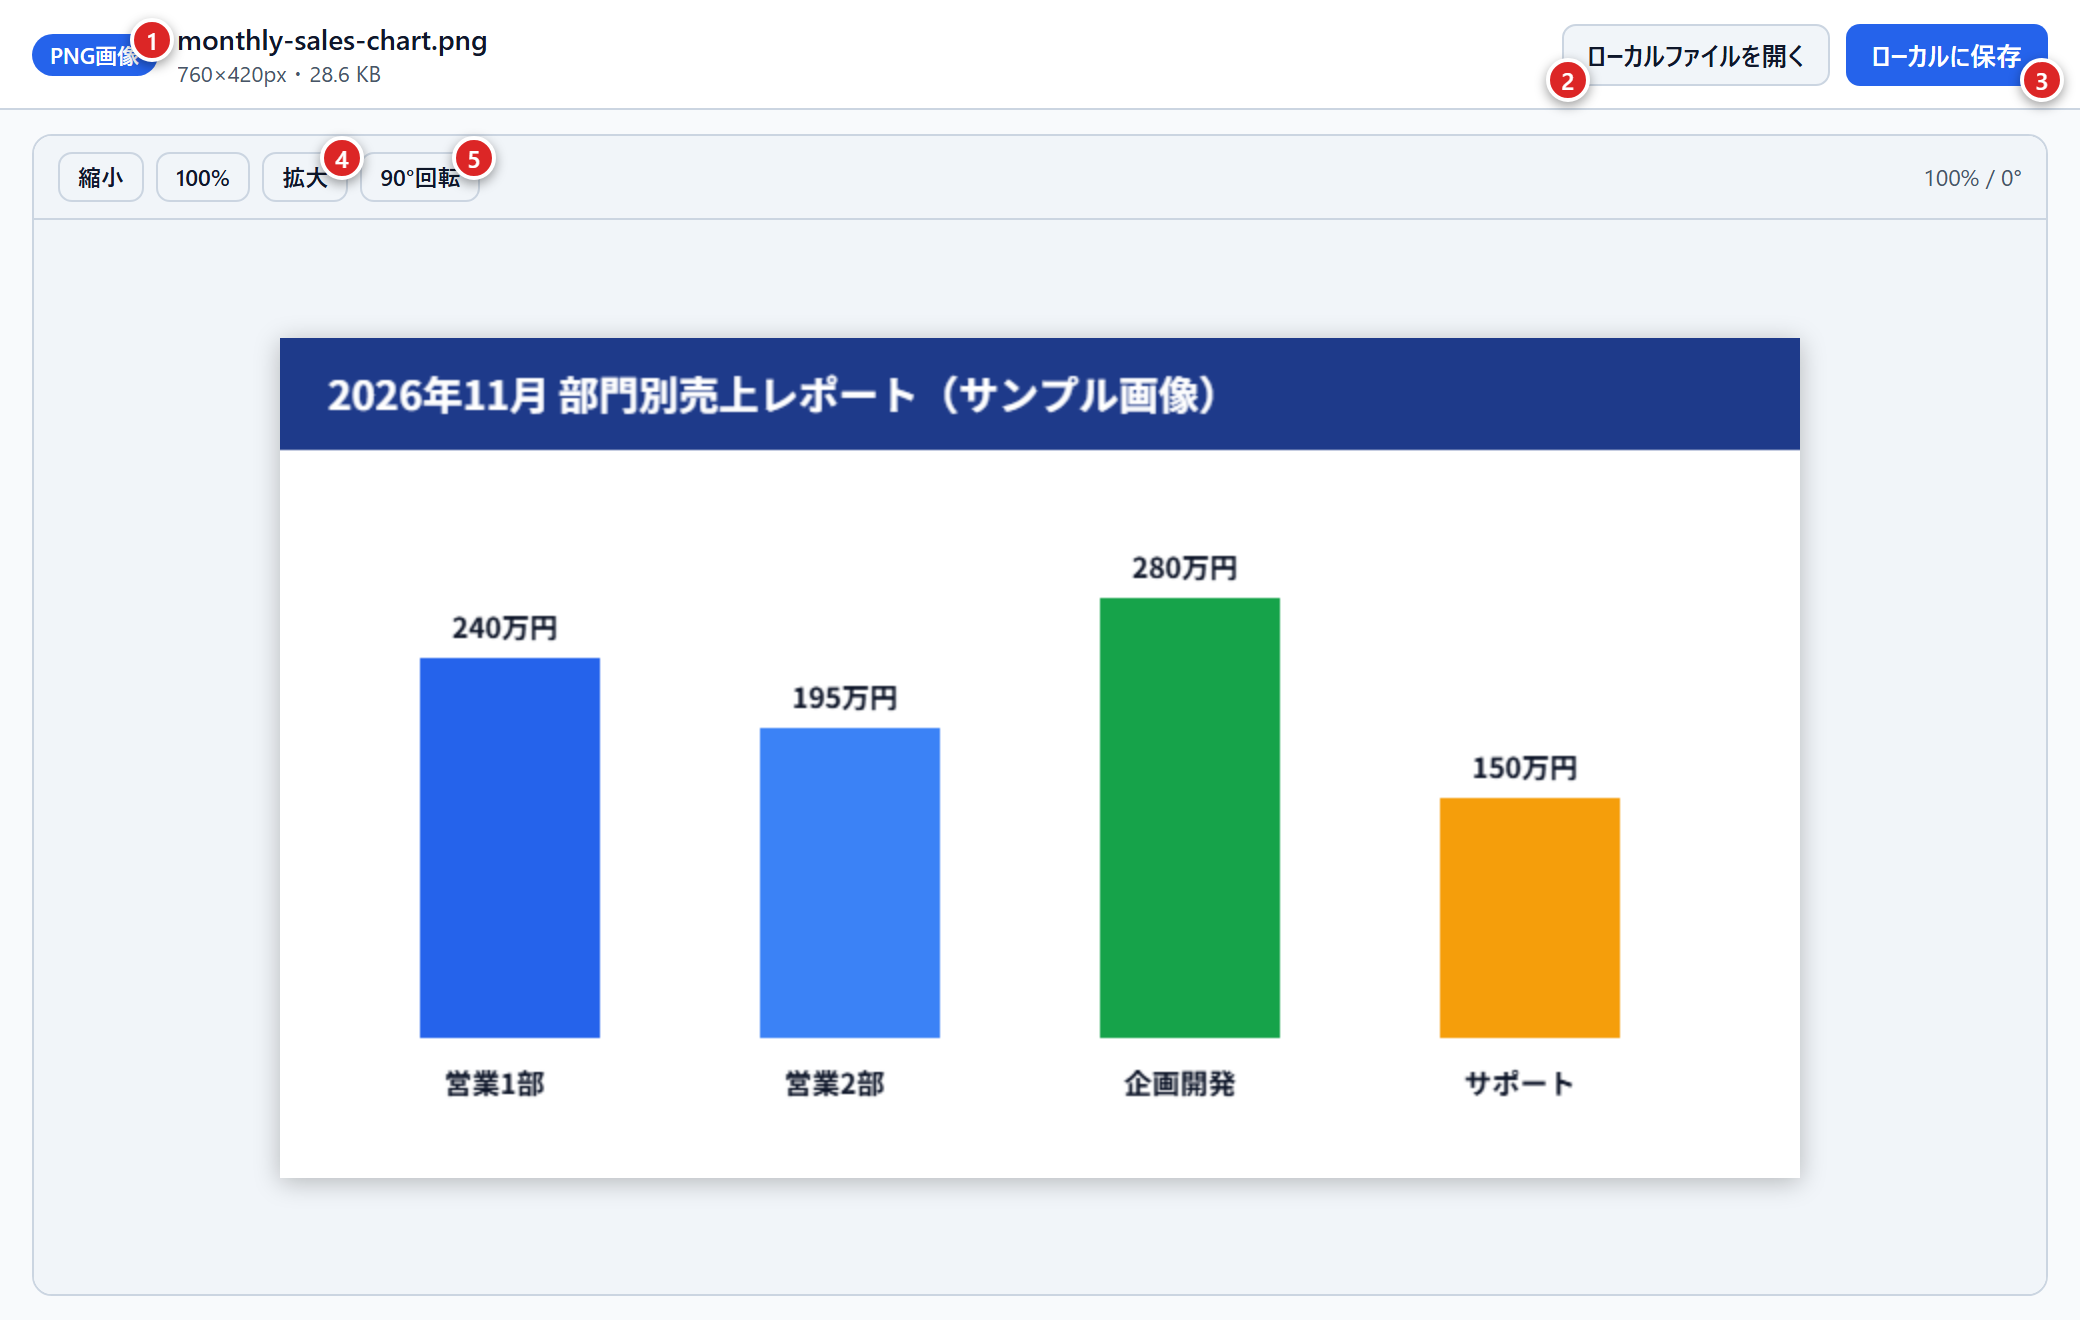 PNG画像
1
monthly-sales-chart.png
760×420px・28.6 KB
ローカルファイルを開く
2
ローカルに保存
3
縮小
100%
拡大
4
90°回転
5
100% / 0°
2026年11月 部門別売上レポート（サンプル画像）
240万円
195万円
280万円
150万円
営業1部
営業2部
企画開発
サポート